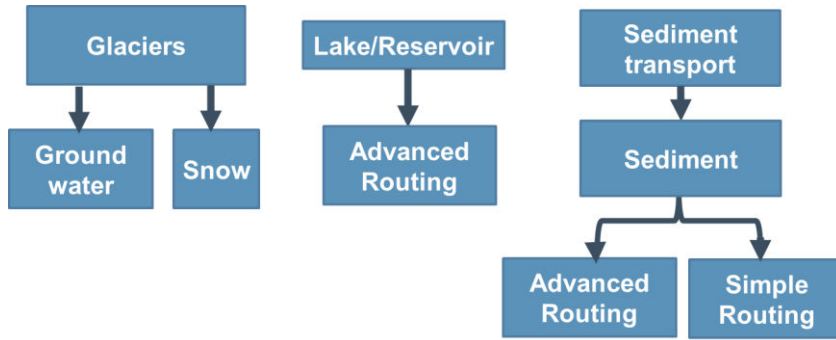 Glaciers
Ground
water
Snow
Lake/Reservoir
Advanced
Routing
Sediment
transport
Sediment
Advanced
Routing
Simple
Routing